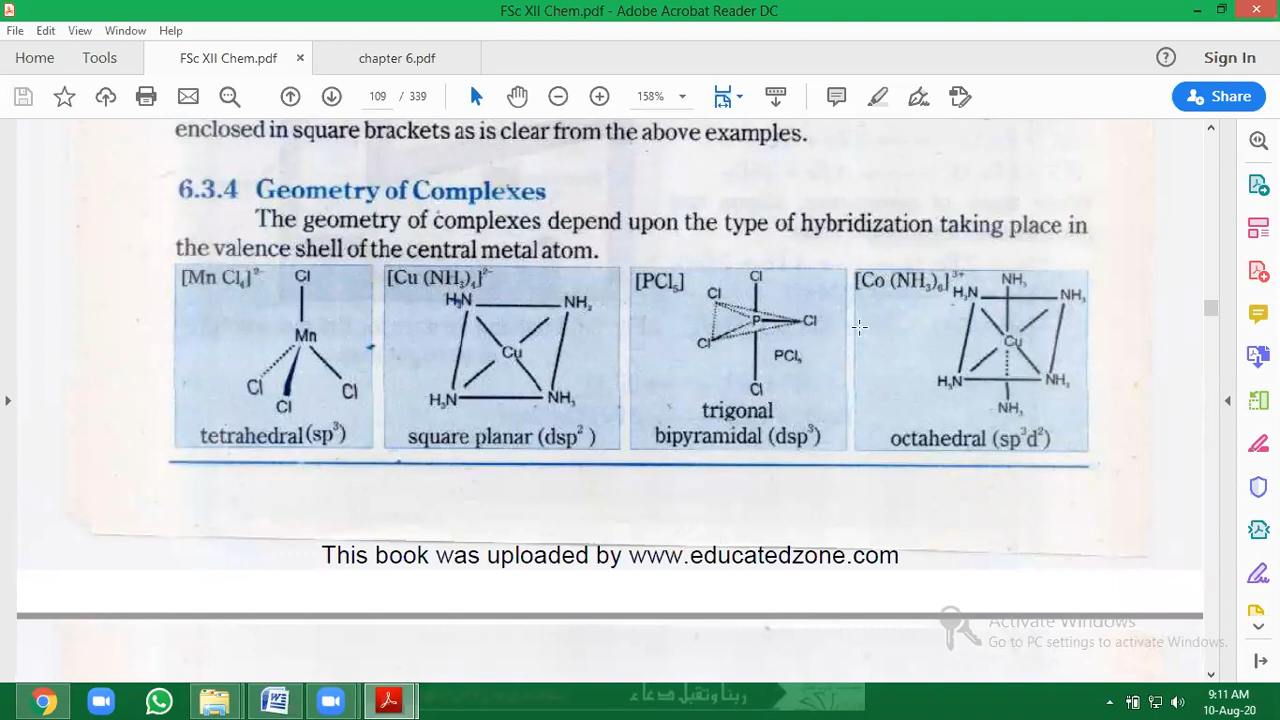 FSc XII Chem.pdf - Adobe Acrobat Reader DC
File Edit View Window Help
Home Tools FSc XII Chem.pdf × chapter 6.pdf Sign In
109 / 339 158% Share
enclosed in square brackets as is clear from the above examples.
6.3.4 Geometry of Complexes
The geometry of complexes depend upon the type of hybridization taking place in
the valence shell of the central metal atom.
[Mn Cl₄]²⁻
Cl
Mn
Cl
Cl
Cl
tetrahedral (sp³)
[Cu (NH₃)₄]²⁻
H₃N NH₃
Cu
H₃N NH₃
square planar (dsp²)
[PCl₅]
Cl
Cl
P Cl
Cl
PCl₅
Cl
trigonal
bipyramidal (dsp³)
[Co (NH₃)₆]³⁺
NH₃
H₃N NH₃
Cu
H₃N NH₃
NH₃
octahedral (sp³d²)
This book was uploaded by www.educatedzone.com
Activate Windows
Go to PC settings to activate Windows.
ربنا وتقبل دعاء
9:11 AM
10-Aug-20